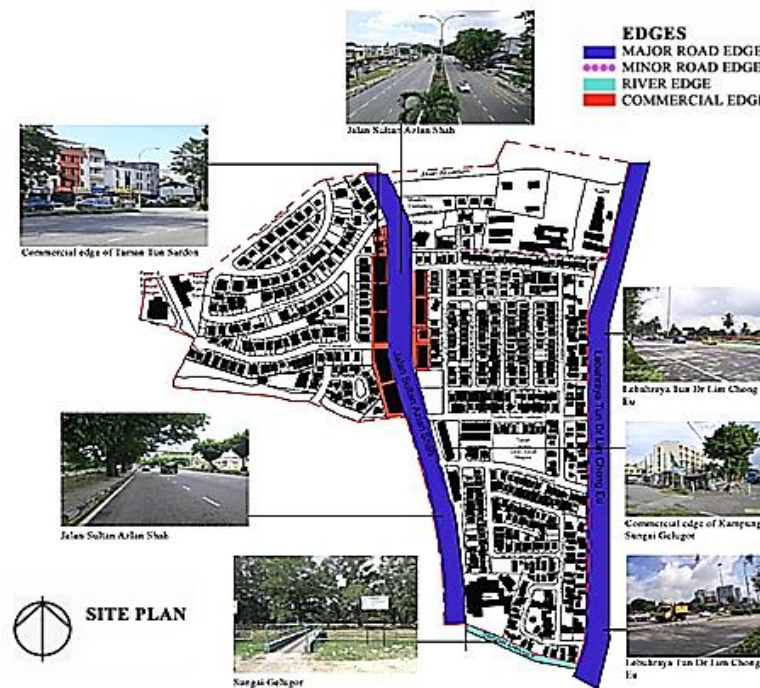 EDGES
MAJOR ROAD EDGE
MINOR ROAD EDGE
RIVER EDGE
COMMERCIAL EDGE
Jalan Sultan Azlan Shah
Commercial edge of Taman Tun Sardon
Jalan Sultan Azlan Shah
Lebuhraya Tun Dr Lim Chong Eu
Lebuhraya Tun Dr Lim Chong
Eu
Jalan Sultan Azlan Shah
Commercial edge of Kampung
Sungai Gelugor
SITE PLAN
Sungai Gelugor
Lebuhraya Tun Dr Lim Chong
Eu